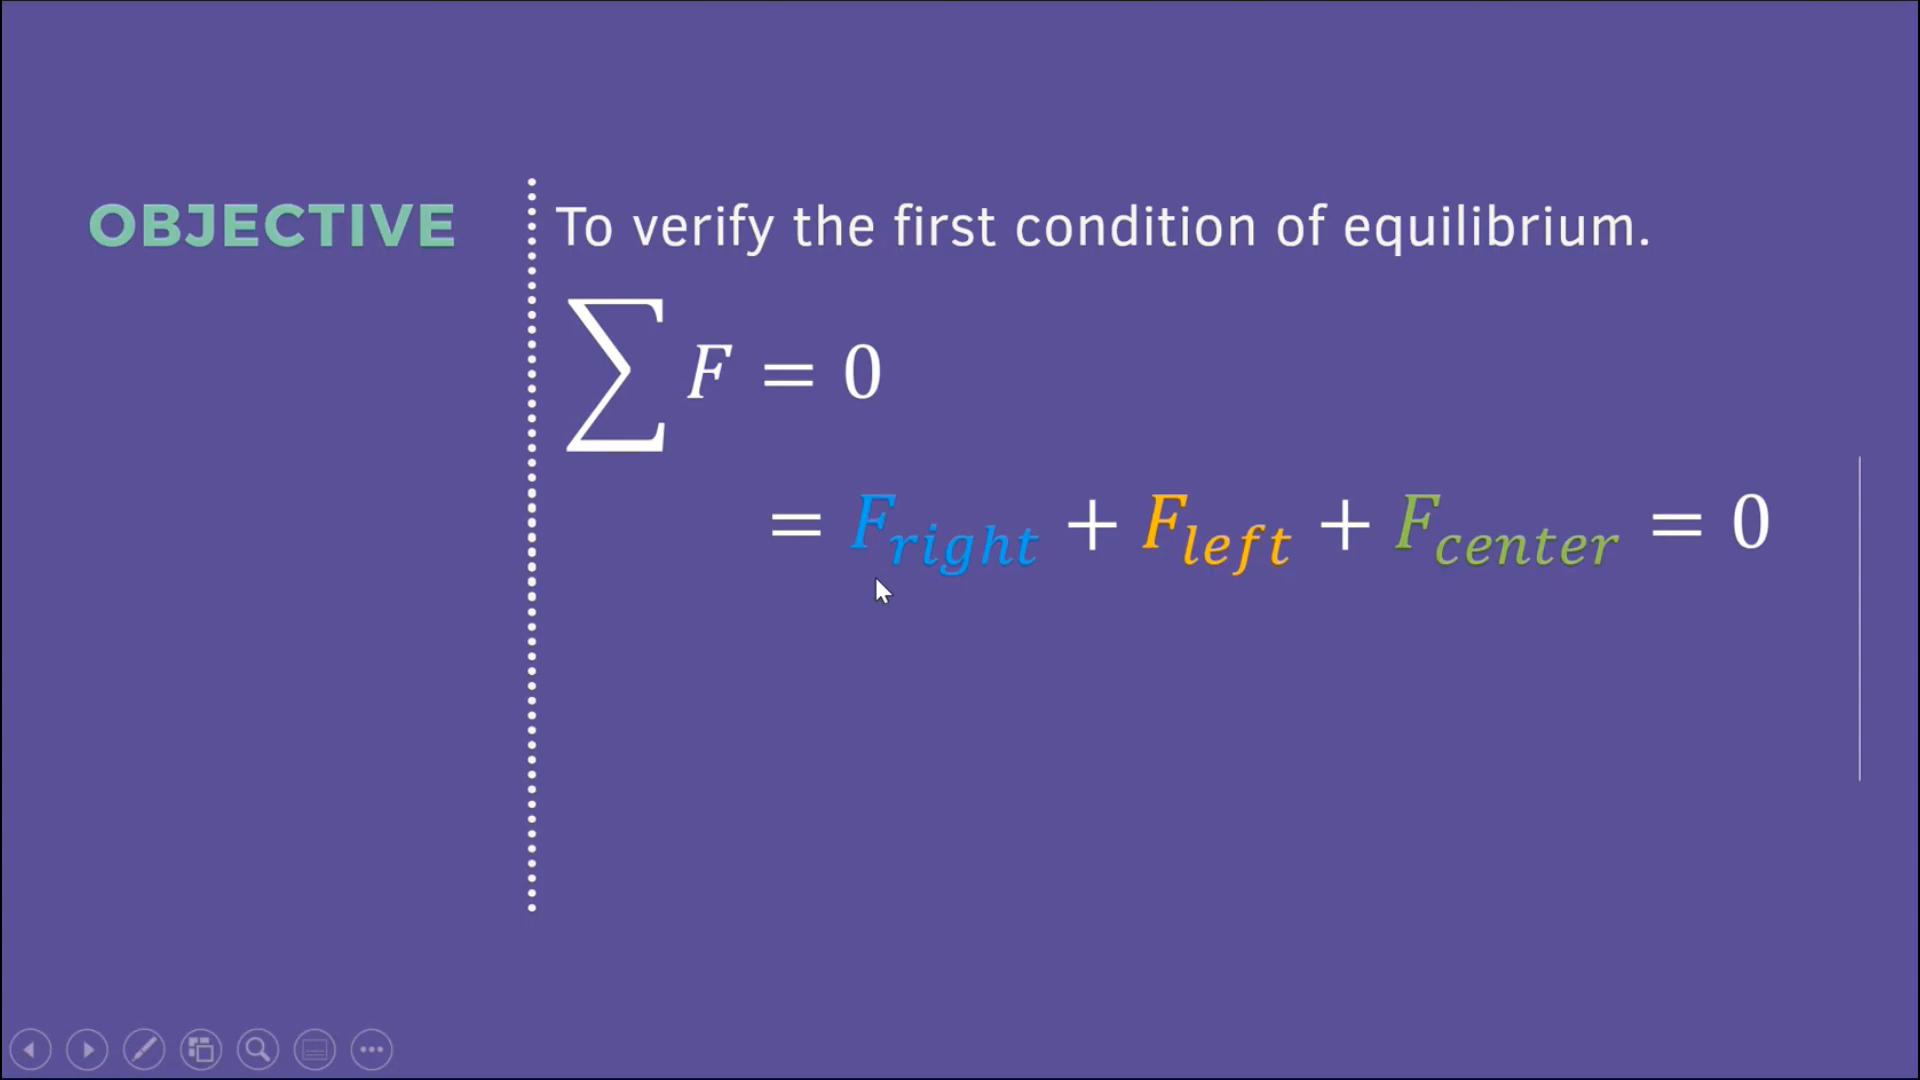 OBJECTIVE
To verify the first condition of equilibrium.
∑ F = 0
= F_right + F_left + F_center = 0